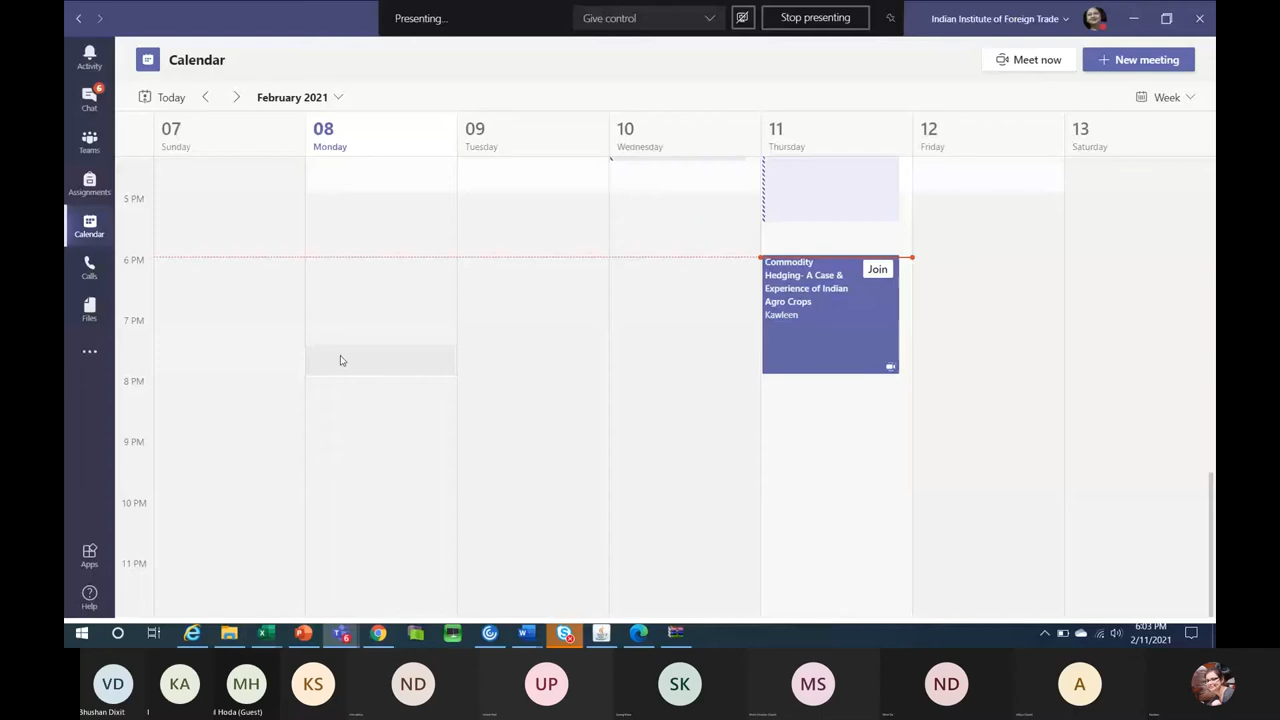 Presenting...
Give control
Stop presenting
Indian Institute of Foreign Trade
Activity
6
Chat
Teams
Assignments
Calendar
Calls
Files
Apps
Help
Calendar
Meet now
+ New meeting
Today
February 2021
Week
07
Sunday
08
Monday
09
Tuesday
10
Wednesday
11
Thursday
12
Friday
13
Saturday
5 PM
6 PM
7 PM
8 PM
9 PM
10 PM
11 PM
Commodity
Hedging- A Case &
Experience of Indian
Agro Crops
Kawleen
Join
6:03 PM
2/11/2021
VD
KA
MH
KS
ND
UP
SK
MS
ND
A
Bhushan Dixit
I Hoda (Guest)